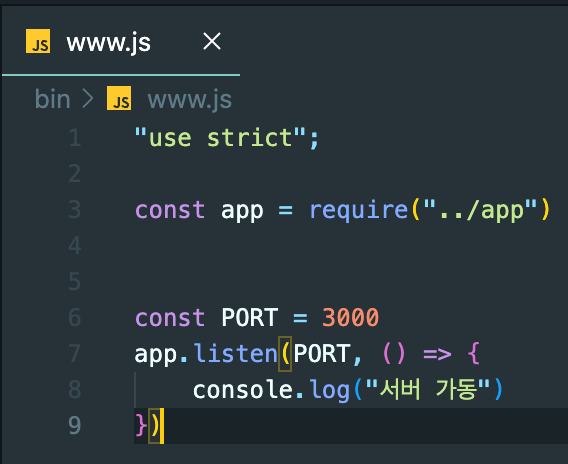 JS www.js ×
bin > JS www.js
1 "use strict";
2
3 const app = require("../app")
4
5
6 const PORT = 3000
7 app.listen(PORT, () => {
8     console.log("서버 가동")
9 })